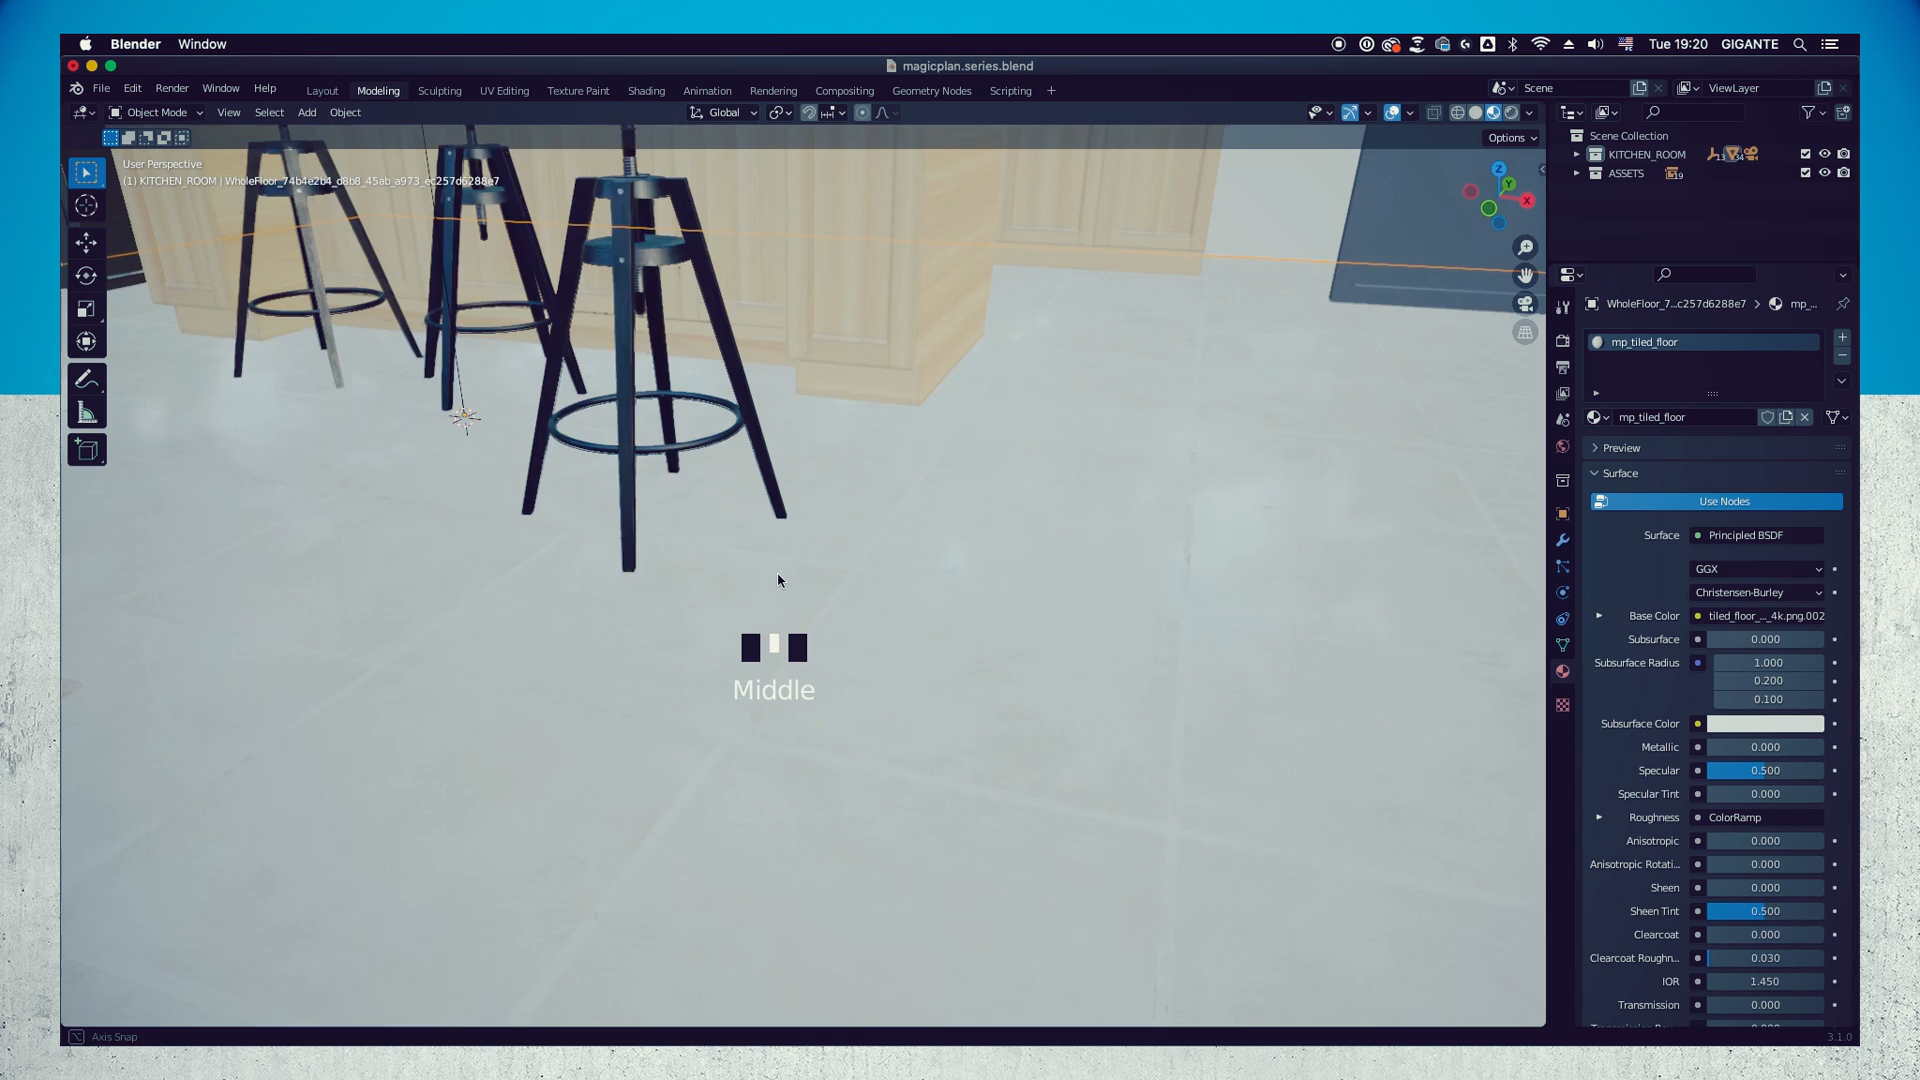 Blender Window Tue 19:20 GIGANTE
magicplan.series.blend
File Edit Render Window Help Layout Modeling Sculpting UV Editing Texture Paint Shading Animation Rendering Compositing Geometry Nodes Scripting + Scene ViewLayer
Object Mode View Select Add Object Global
Options
Scene Collection
KITCHEN_ROOM 13 34
ASSETS 19
User Perspective
(1) KITCHEN_ROOM | WholeFloor_74b4e2b4_d8b8_45ab_a973_ec257d6288e7
Z
Y
X
WholeFloor_7...c257d6288e7 > mp_...
mp_tiled_floor
mp_tiled_floor
Preview
Surface
Use Nodes
Surface Principled BSDF
GGX
Christensen-Burley
Base Color tiled_floor_..._4k.png.002
Subsurface 0.000
Subsurface Radius 1.000
0.200
0.100
Subsurface Color
Metallic 0.000
Specular 0.500
Specular Tint 0.000
Roughness ColorRamp
Anisotropic 0.000
Anisotropic Rotati... 0.000
Sheen 0.000
Sheen Tint 0.500
Clearcoat 0.000
Clearcoat Roughn... 0.030
IOR 1.450
Transmission 0.000
Middle
Axis Snap
3.1.0